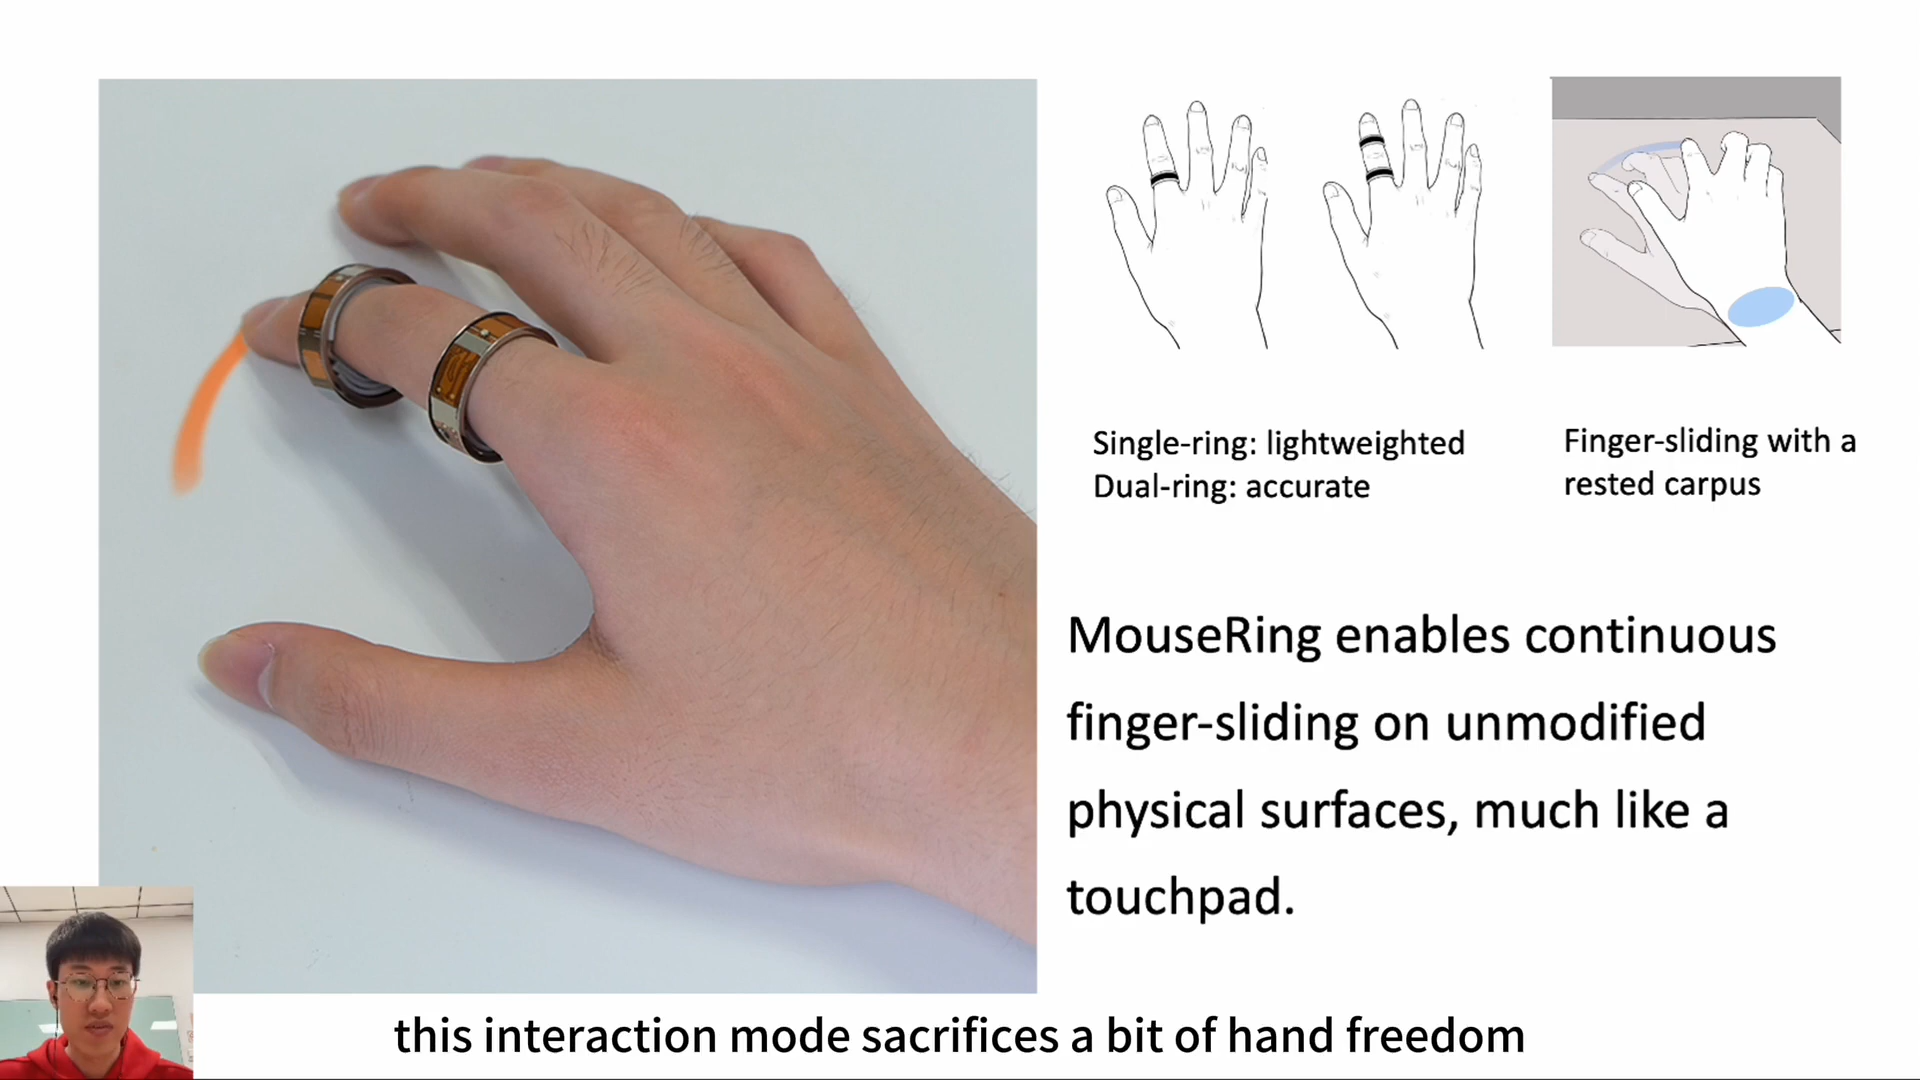 Single-ring: lightweighted
Dual-ring: accurate
Finger-sliding with a
rested carpus
MouseRing enables continuous
finger-sliding on unmodified
physical surfaces, much like a
touchpad.
this interaction mode sacrifices a bit of hand freedom